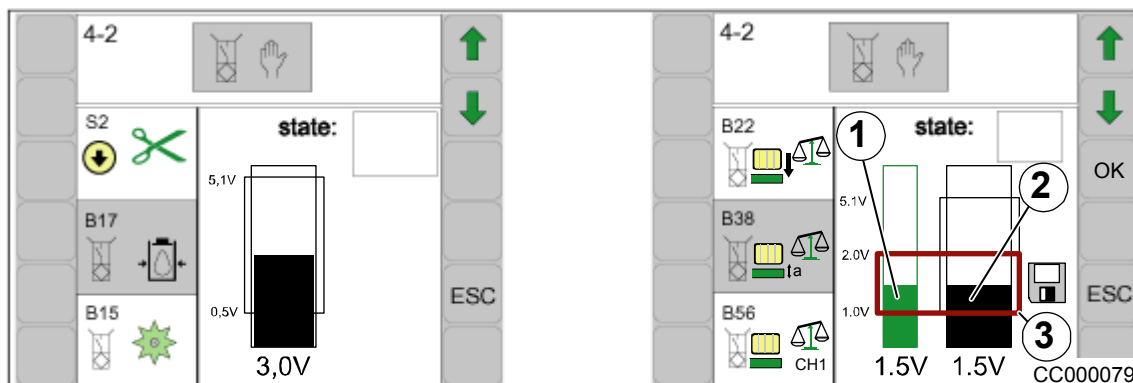 4-2
S2
state:
5,1V
B17
0,5V
ESC
B15
3,0V
4-2
B22
1
state:
OK
5.1V
2
B38
a
2.0V
ESC
1.0V
B56
3
CH1
1.5V
1.5V
CC000079